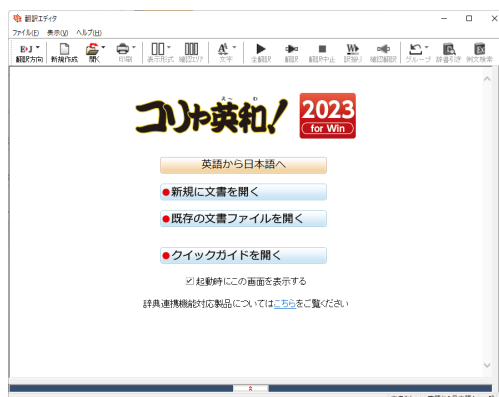 翻訳エディタ
ファイル(F) 表示(V) ヘルプ(H)
E▸J
翻訳方向 新規作成 開く 印刷 表示形式 確認エリア 文字 全翻訳 翻訳 翻訳中止 訳振り 確認翻訳 グループ 辞書引き 例文検索
えい わ
コリャ英和! 2023
for Win
英語から日本語へ
●新規に文書を開く
●既存の文書ファイルを開く
●クイックガイドを開く
起動時にこの画面を表示する
辞典連携機能対応製品についてはこちらをご覧ください